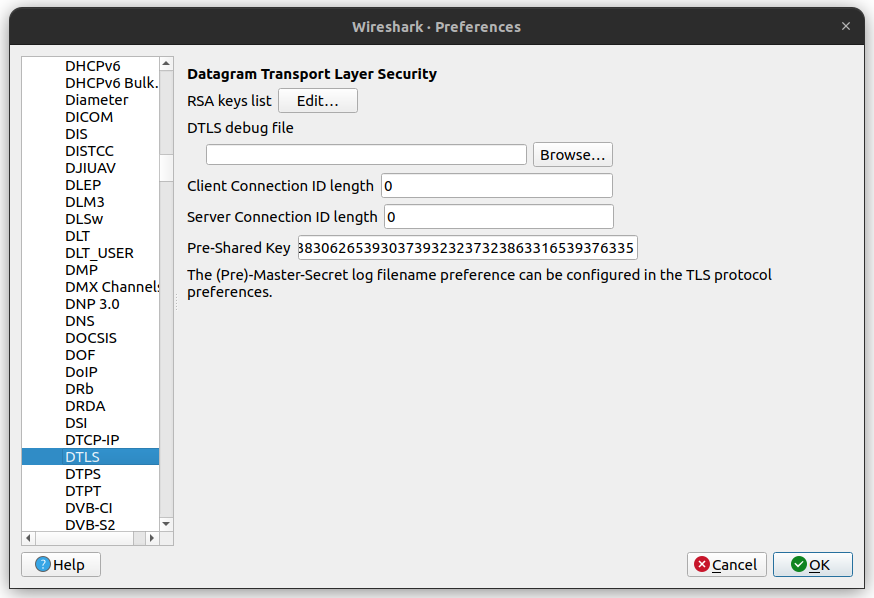 Wireshark · Preferences
DHCPv6
DHCPv6 Bulk.
Diameter
DICOM
DIS
DISTCC
DJIUAV
DLEP
DLM3
DLSw
DLT
DLT_USER
DMP
DMX Channels
DNP 3.0
DNS
DOCSIS
DOF
DoIP
DRb
DRDA
DSI
DTCP-IP
DTLS
DTPS
DTPT
DVB-CI
DVB-S2
Datagram Transport Layer Security
RSA keys list Edit…
DTLS debug file
Browse…
Client Connection ID length 0
Server Connection ID length 0
Pre-Shared Key 383062653930373932323732386331653937633 5
The (Pre)-Master-Secret log filename preference can be configured in the TLS protocol
preferences.
Help
Cancel
OK